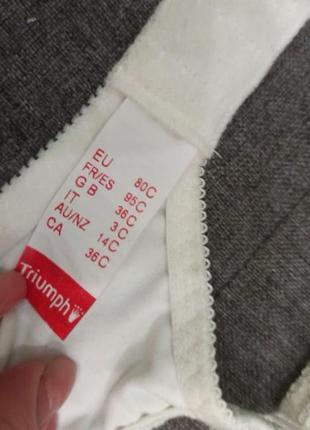 EU 80C
FR/ES 95C
GB 36C
IT 3C
AU/NZ 14C
CA 36C
Triumph